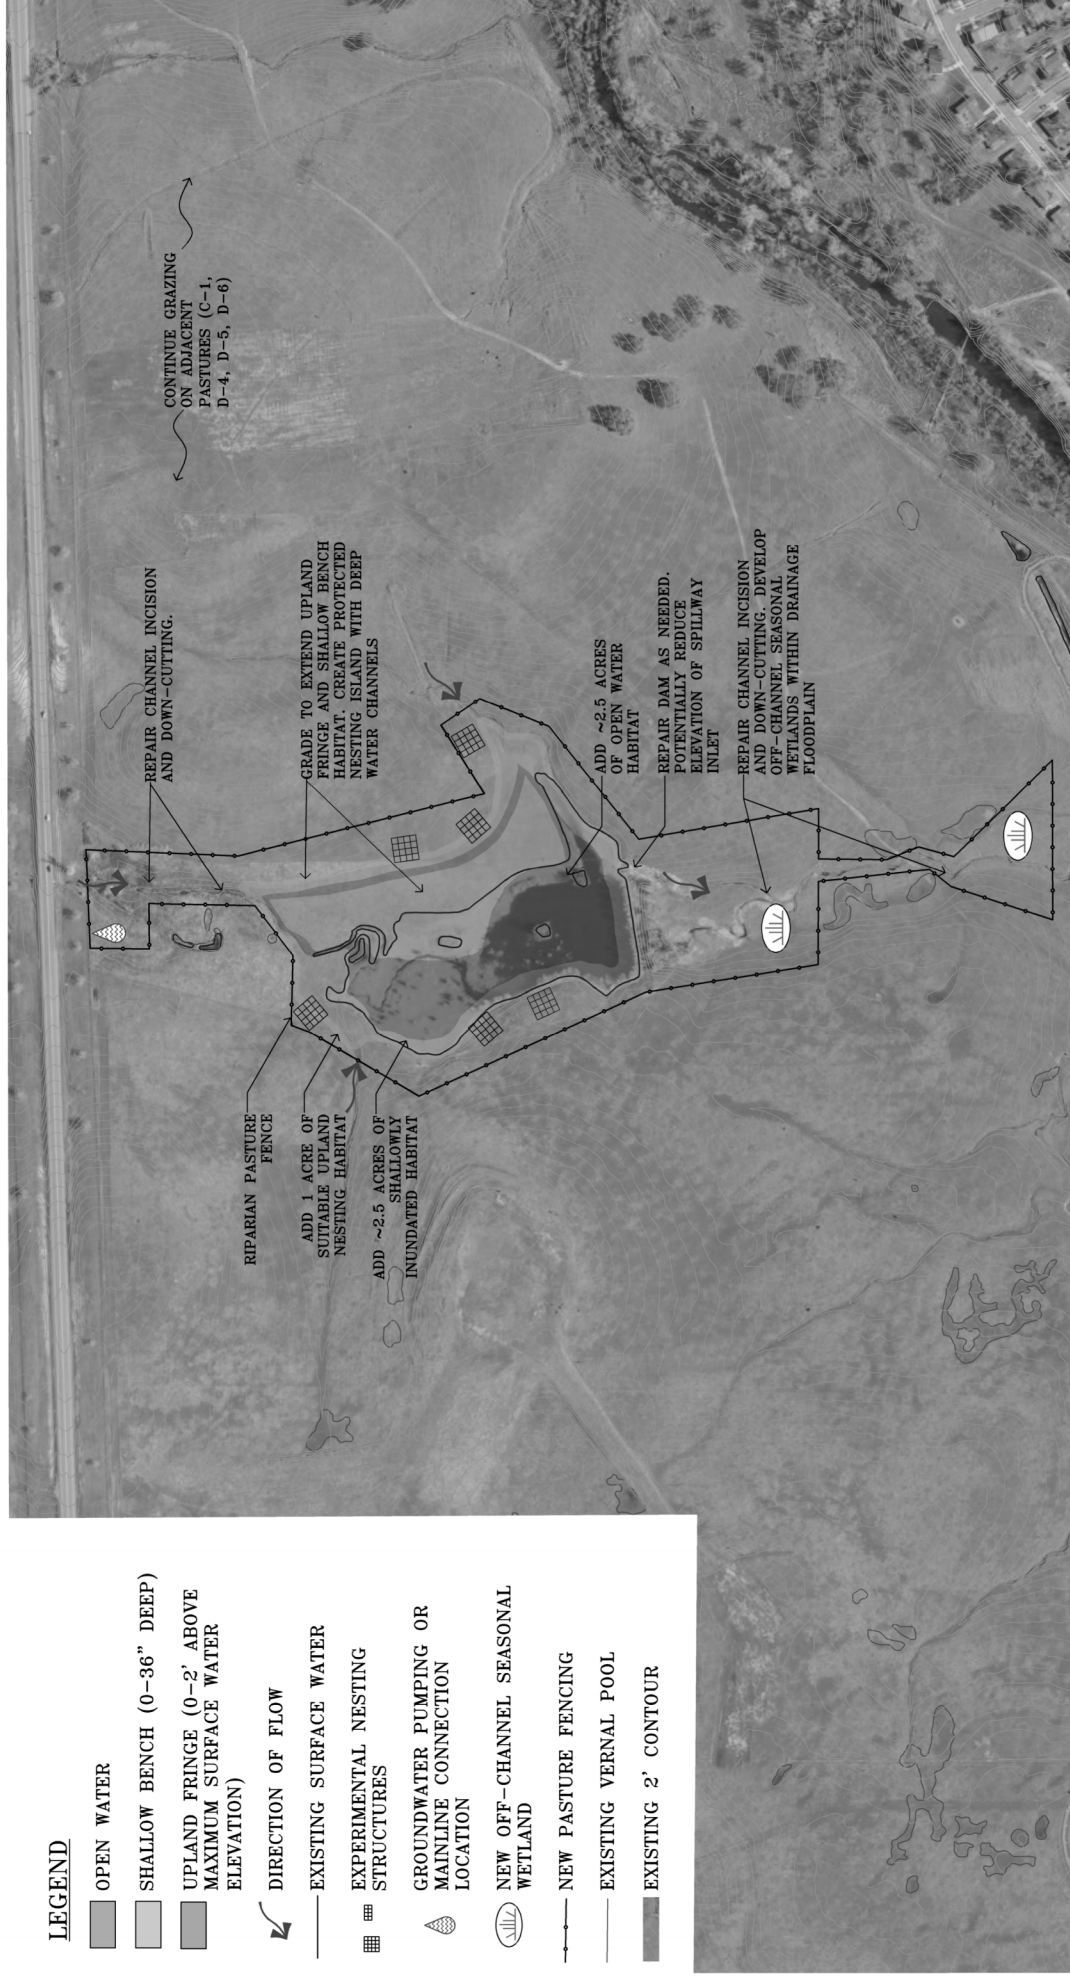 LEGEND
OPEN WATER
SHALLOW BENCH (0-36" DEEP)
UPLAND FRINGE (0-2' ABOVE
MAXIMUM SURFACE WATER
ELEVATION)
DIRECTION OF FLOW
EXISTING SURFACE WATER
EXPERIMENTAL NESTING
STRUCTURES
GROUNDWATER PUMPING OR
MAINLINE CONNECTION
LOCATION
NEW OFF-CHANNEL SEASONAL
WETLAND
NEW PASTURE FENCING
EXISTING VERNAL POOL
EXISTING 2' CONTOUR
RIPARIAN PASTURE
FENCE
ADD 1 ACRE OF
SUITABLE UPLAND
NESTING HABITAT
ADD ~2.5 ACRES OF
SHALLOWLY
INUNDATED HABITAT
REPAIR CHANNEL INCISION
AND DOWN-CUTTING.
GRADE TO EXTEND UPLAND
FRINGE AND SHALLOW BENCH
HABITAT. CREATE PROTECTED
NESTING ISLAND WITH DEEP
WATER CHANNELS
ADD ~2.5 ACRES
OF OPEN WATER
HABITAT
REPAIR DAM AS NEEDED.
POTENTIALLY REDUCE
ELEVATION OF SPILLWAY
INLET
REPAIR CHANNEL INCISION
AND DOWN-CUTTING. DEVELOP
OFF-CHANNEL SEASONAL
WETLANDS WITHIN DRAINAGE
FLOODPLAIN
CONTINUE GRAZING
ON ADJACENT
PASTURES (C-1,
D-4, D-5, D-6)